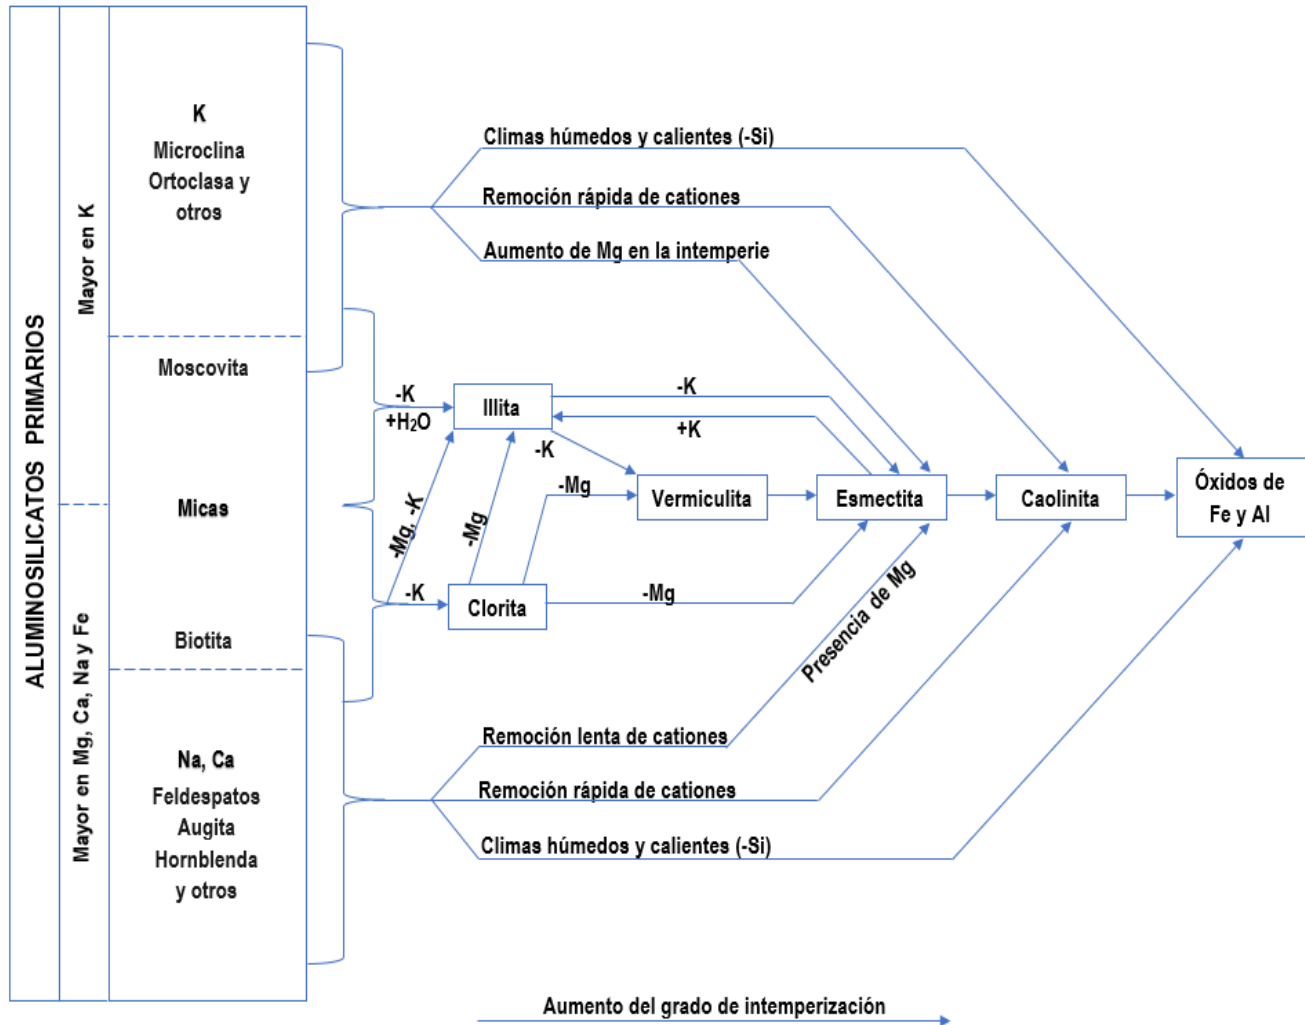 ALUMINOSILICATOS PRIMARIOS
Mayor en K
Mayor en Mg, Ca, Na y Fe
K
Microclina
Ortoclasa y
otros
Moscovita
Micas
Biotita
Na, Ca
Feldespatos
Augita
Hornblenda
y otros
Climas húmedos y calientes (-Si)
Remoción rápida de cationes
Aumento de Mg en la intemperie
-K
+H₂O
Illita
-K
+K
-K
-Mg
Vermiculita
Esmectita
Caolinita
Óxidos de
Fe y Al
-Mg, -K
-Mg
-K
Clorita
-Mg
Presencia de Mg
Remoción lenta de cationes
Remoción rápida de cationes
Climas húmedos y calientes (-Si)
Aumento del grado de intemperización